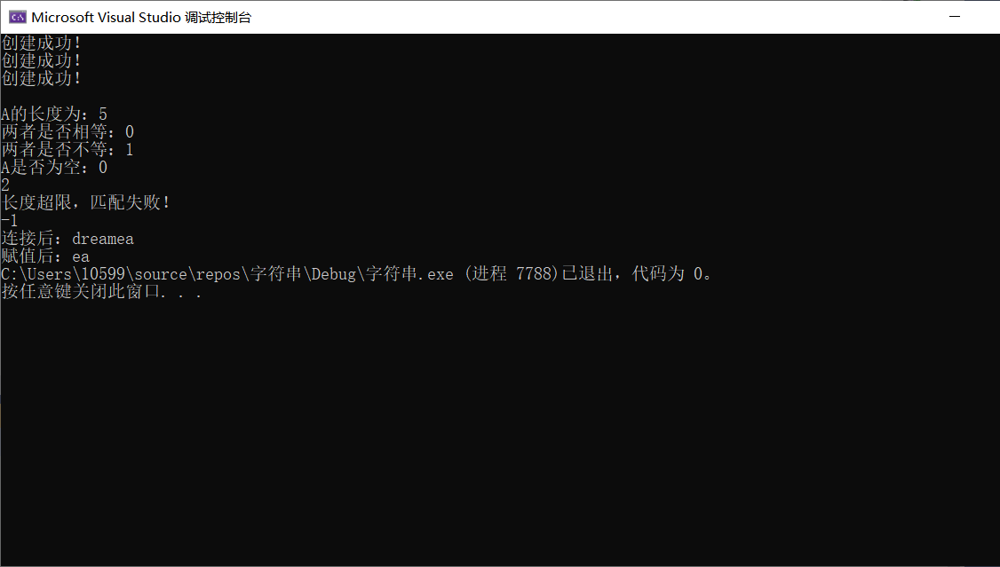 Microsoft Visual Studio 调试控制台
创建成功！
创建成功！
创建成功！
A的长度为：5
两者是否相等：0
两者是否不等：1
A是否为空：0
2
长度超限，匹配失败！
-1
连接后：dreamea
赋值后：ea
C:\Users\10599\source\repos\字符串\Debug\字符串.exe (进程 7788)已退出，代码为 0。
按任意键关闭此窗口. . .